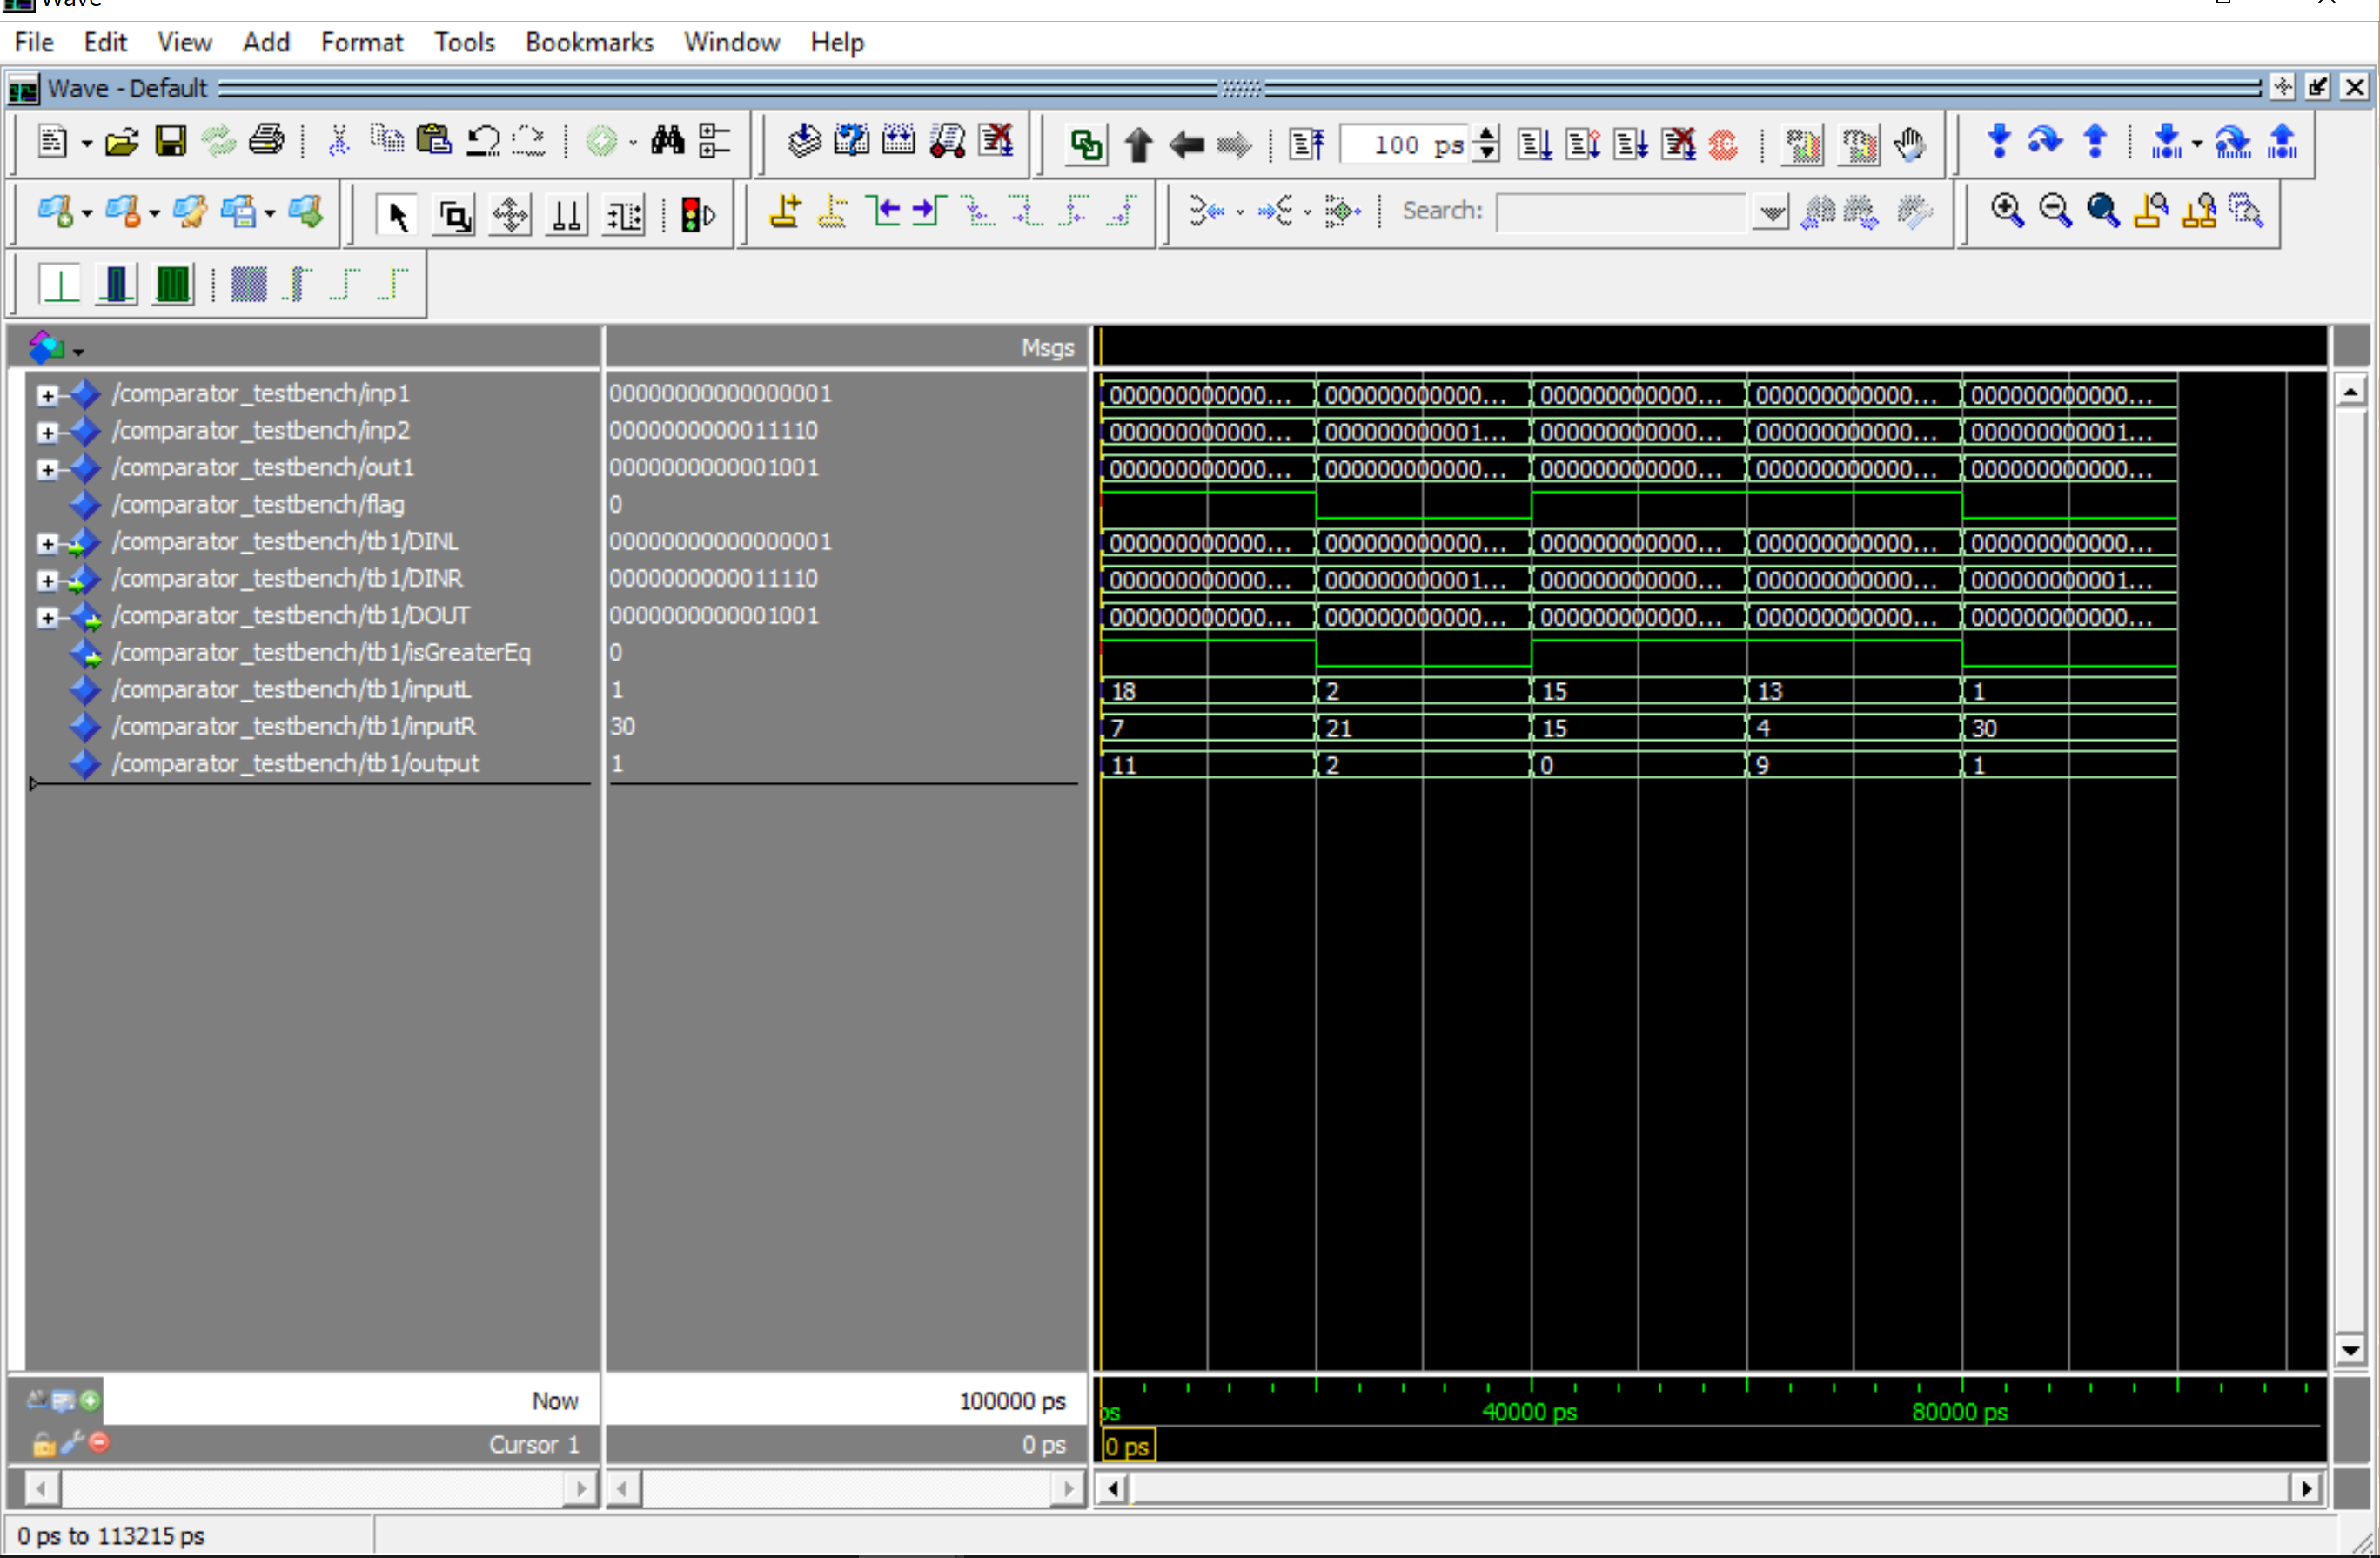 Wave
File Edit View Add Format Tools Bookmarks Window Help
Wave - Default
100 ps
Search:
Msgs
/comparator_testbench/inp1 00000000000000001 000000000000... 000000000000... 000000000000... 000000000000... 000000000000...
/comparator_testbench/inp2 0000000000011110 000000000000... 000000000001... 000000000000... 000000000000... 000000000001...
/comparator_testbench/out1 0000000000001001 000000000000... 000000000000... 000000000000... 000000000000... 000000000000...
/comparator_testbench/flag 0
/comparator_testbench/tb1/DINL 00000000000000001 000000000000... 000000000000... 000000000000... 000000000000... 000000000000...
/comparator_testbench/tb1/DINR 0000000000011110 000000000000... 000000000001... 000000000000... 000000000000... 000000000001...
/comparator_testbench/tb1/DOUT 0000000000001001 000000000000... 000000000000... 000000000000... 000000000000... 000000000000...
/comparator_testbench/tb1/isGreaterEq 0
/comparator_testbench/tb1/inputL 1 18 2 15 13 1
/comparator_testbench/tb1/inputR 30 7 21 15 4 30
/comparator_testbench/tb1/output 1 11 2 0 9 1
Now 100000 ps ps 40000 ps 80000 ps
Cursor 1 0 ps 0 ps
0 ps to 113215 ps